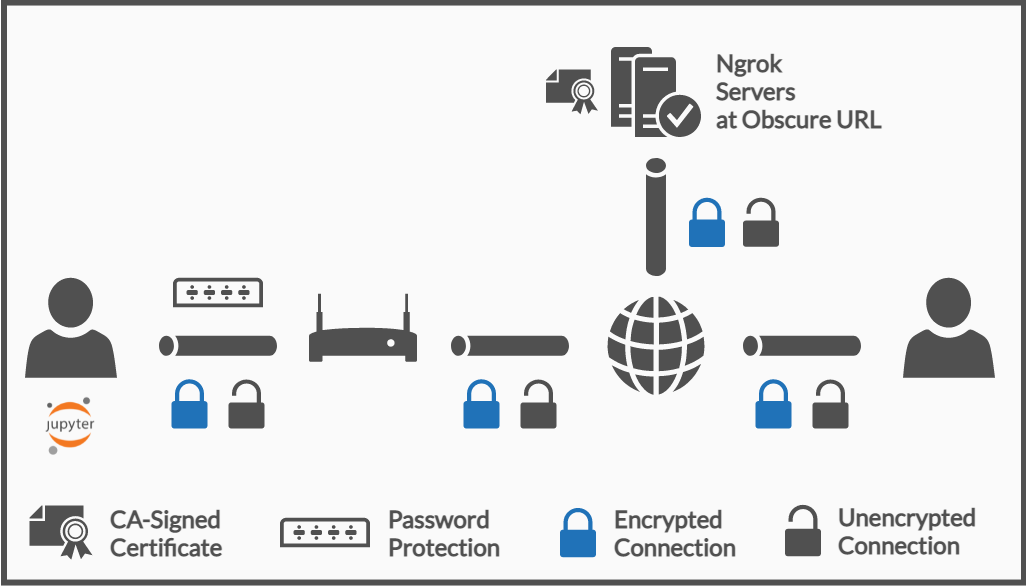 Ngrok
Servers
at Obscure URL
jupyter
CA-Signed
Certificate
Password
Protection
Encrypted
Connection
Unencrypted
Connection